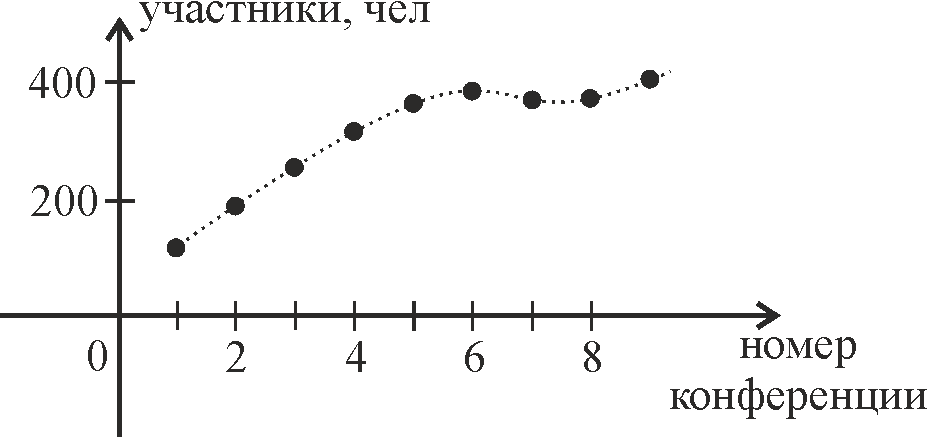 участники, чел
400
200
0
2
4
6
8
номер
конференции